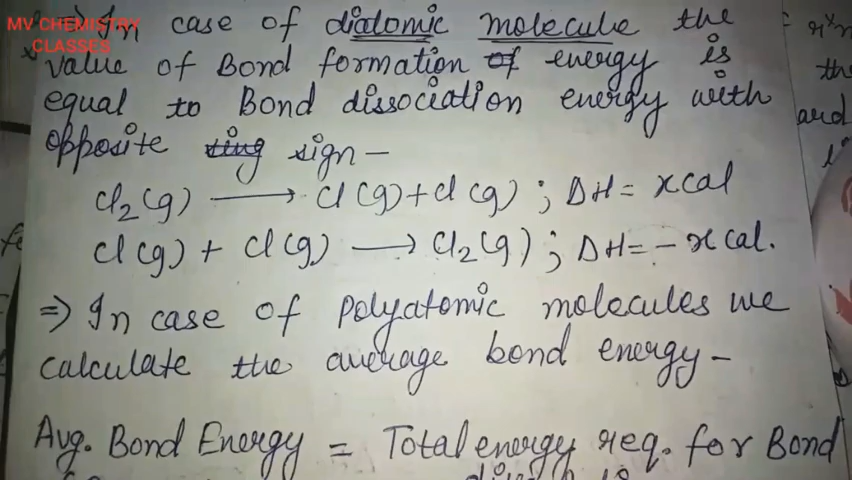 MV CHEMISTRY
CLASSES
⇒ In case of diatomic molecule the
value of Bond formation of energy is
equal to Bond dissociation energy with
opposite sing sign –
Cl₂(g) ⟶ Cl(g) + Cl(g) ; ΔH = x cal
Cl(g) + Cl(g) ⟶ Cl₂(g) ; ΔH = – x cal.
⇒ In case of polyatomic molecules we
calculate the average bond energy –
Avg. Bond Energy = Total energy req. for Bond